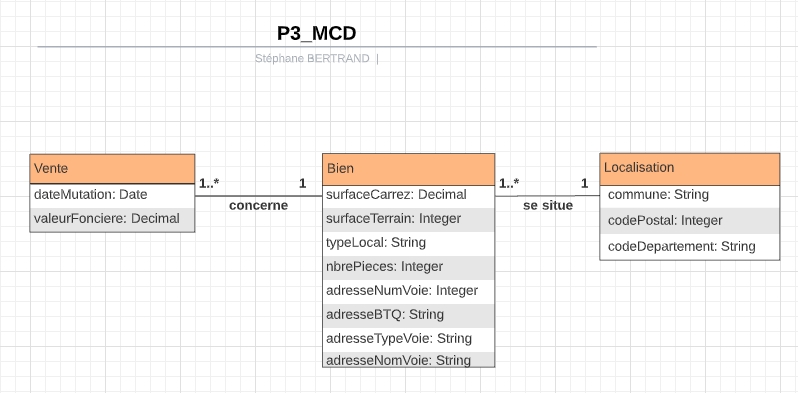 P3_MCD
Stéphane BERTRAND |
Vente
dateMutation: Date
valeurFonciere: Decimal
1..*
1
concerne
Bien
surfaceCarrez: Decimal
surfaceTerrain: Integer
typeLocal: String
nbrePieces: Integer
adresseNumVoie: Integer
adresseBTQ: String
adresseTypeVoie: String
adresseNomVoie: String
1..*
1
se situe
Localisation
commune: String
codePostal: Integer
codeDepartement: String